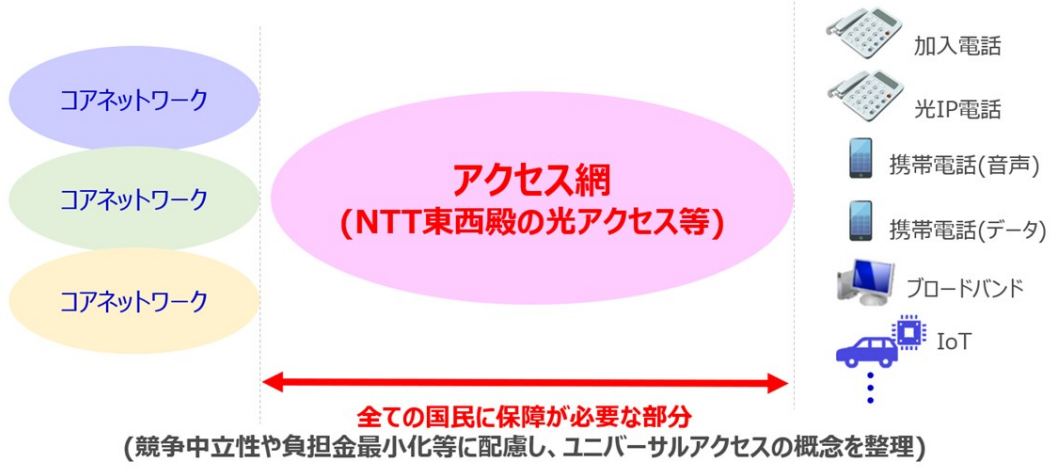 コアネットワーク
コアネットワーク
コアネットワーク
アクセス網
(NTT東西殿の光アクセス等)
加入電話
光IP電話
携帯電話(音声)
携帯電話(データ)
ブロードバンド
IoT
全ての国民に保障が必要な部分
(競争中立性や負担金最小化等に配慮し、ユニバーサルアクセスの概念を整理)